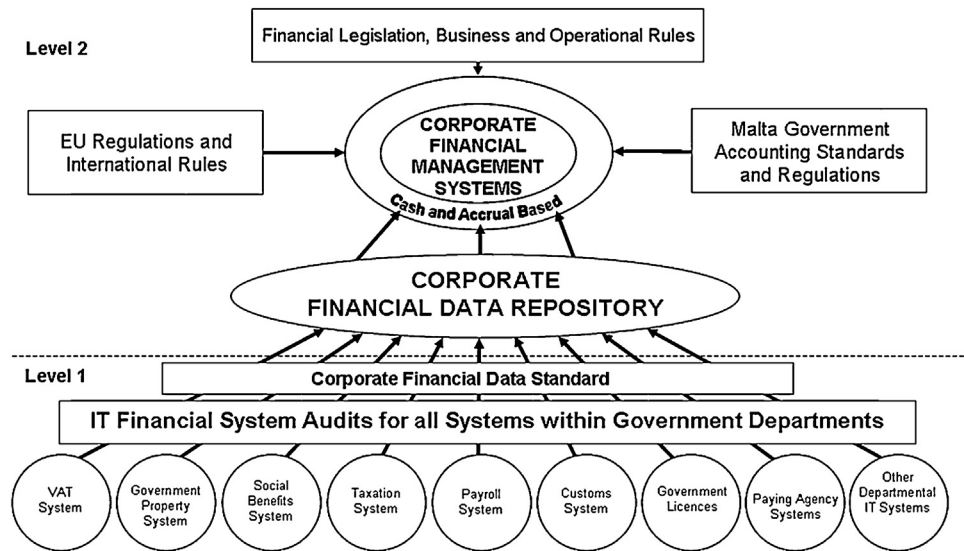 Level 2
Financial Legislation, Business and Operational Rules
EU Regulations and
International Rules
CORPORATE
FINANCIAL
MANAGEMENT
SYSTEMS
Cash and Accrual Based
Malta Government
Accounting Standards
and Regulations
CORPORATE
FINANCIAL DATA REPOSITORY
Level 1
Corporate Financial Data Standard
IT Financial System Audits for all Systems within Government Departments
VAT
System
Government
Property
System
Social
Benefits
System
Taxation
System
Payroll
System
Customs
System
Government
Licences
Paying Agency
Systems
Other
Departmental
IT Systems